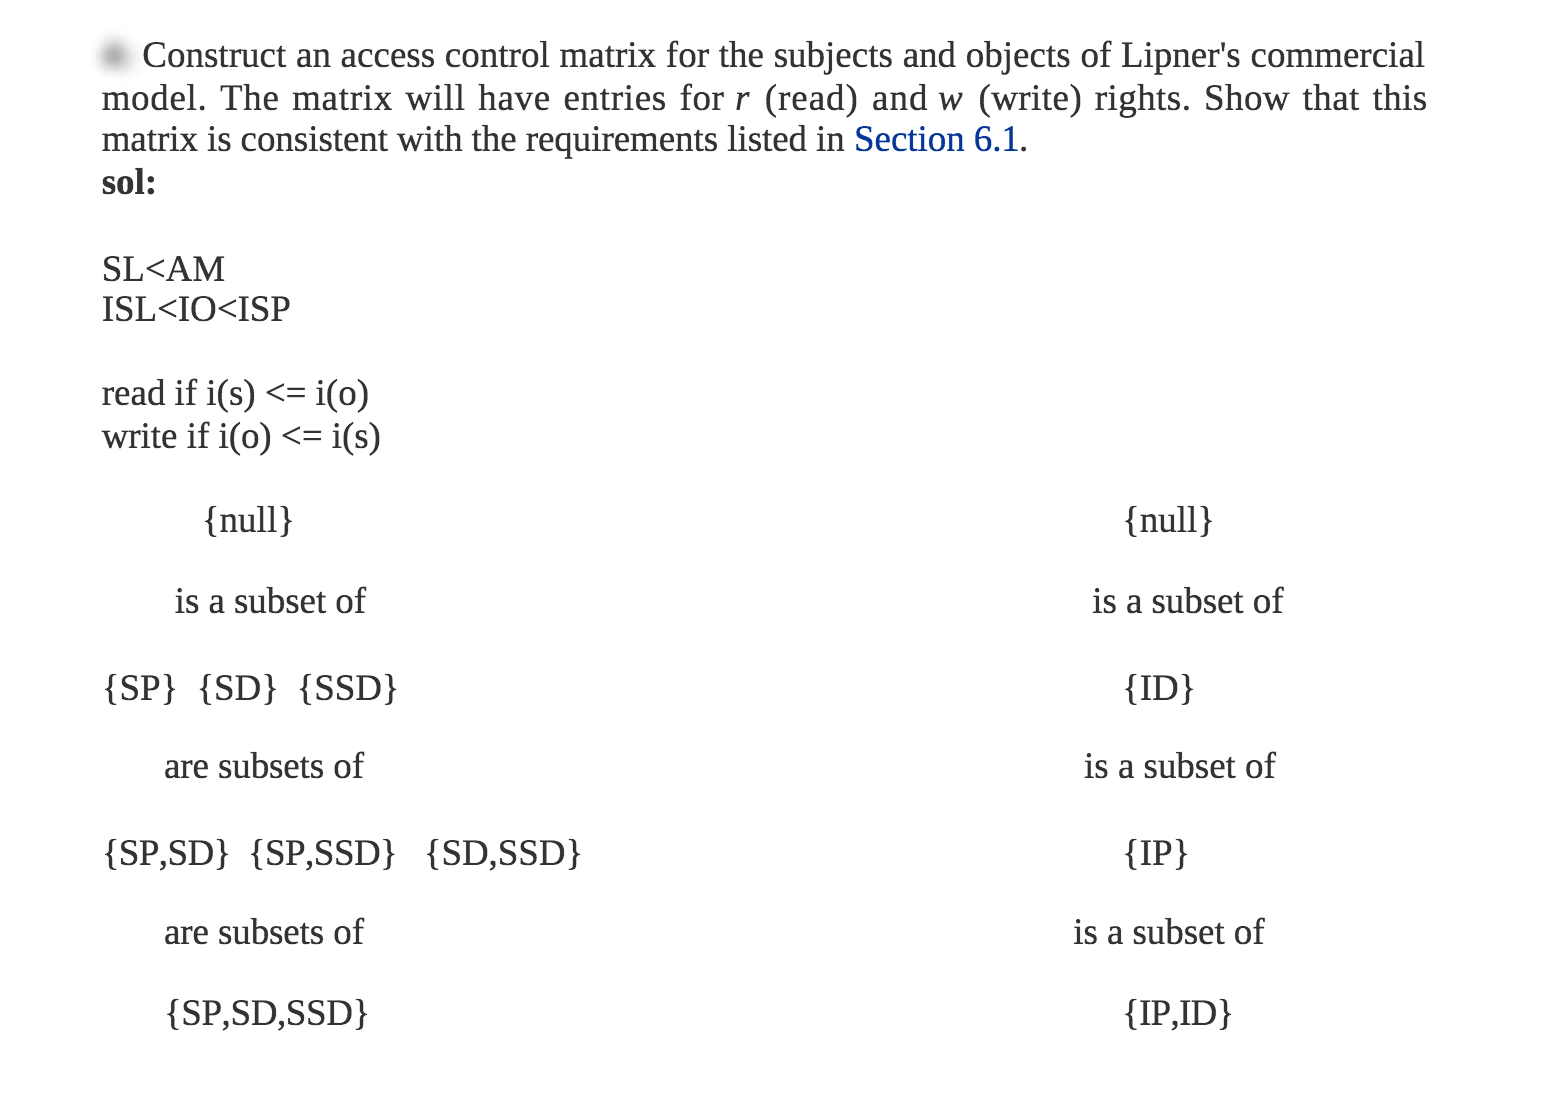 Construct an access control matrix for the subjects and objects of Lipner's commercial
model. The matrix will have entries for r (read) and w (write) rights. Show that this
matrix is consistent with the requirements listed in Section 6.1.
sol:
SL<AM
ISL<IO<ISP
read if i(s) <= i(o)
write if i(o) <= i(s)
{null} {null}
is a subset of is a subset of
{SP} {SD} {SSD} {ID}
are subsets of is a subset of
{SP,SD} {SP,SSD} {SD,SSD} {IP}
are subsets of is a subset of
{SP,SD,SSD} {IP,ID}